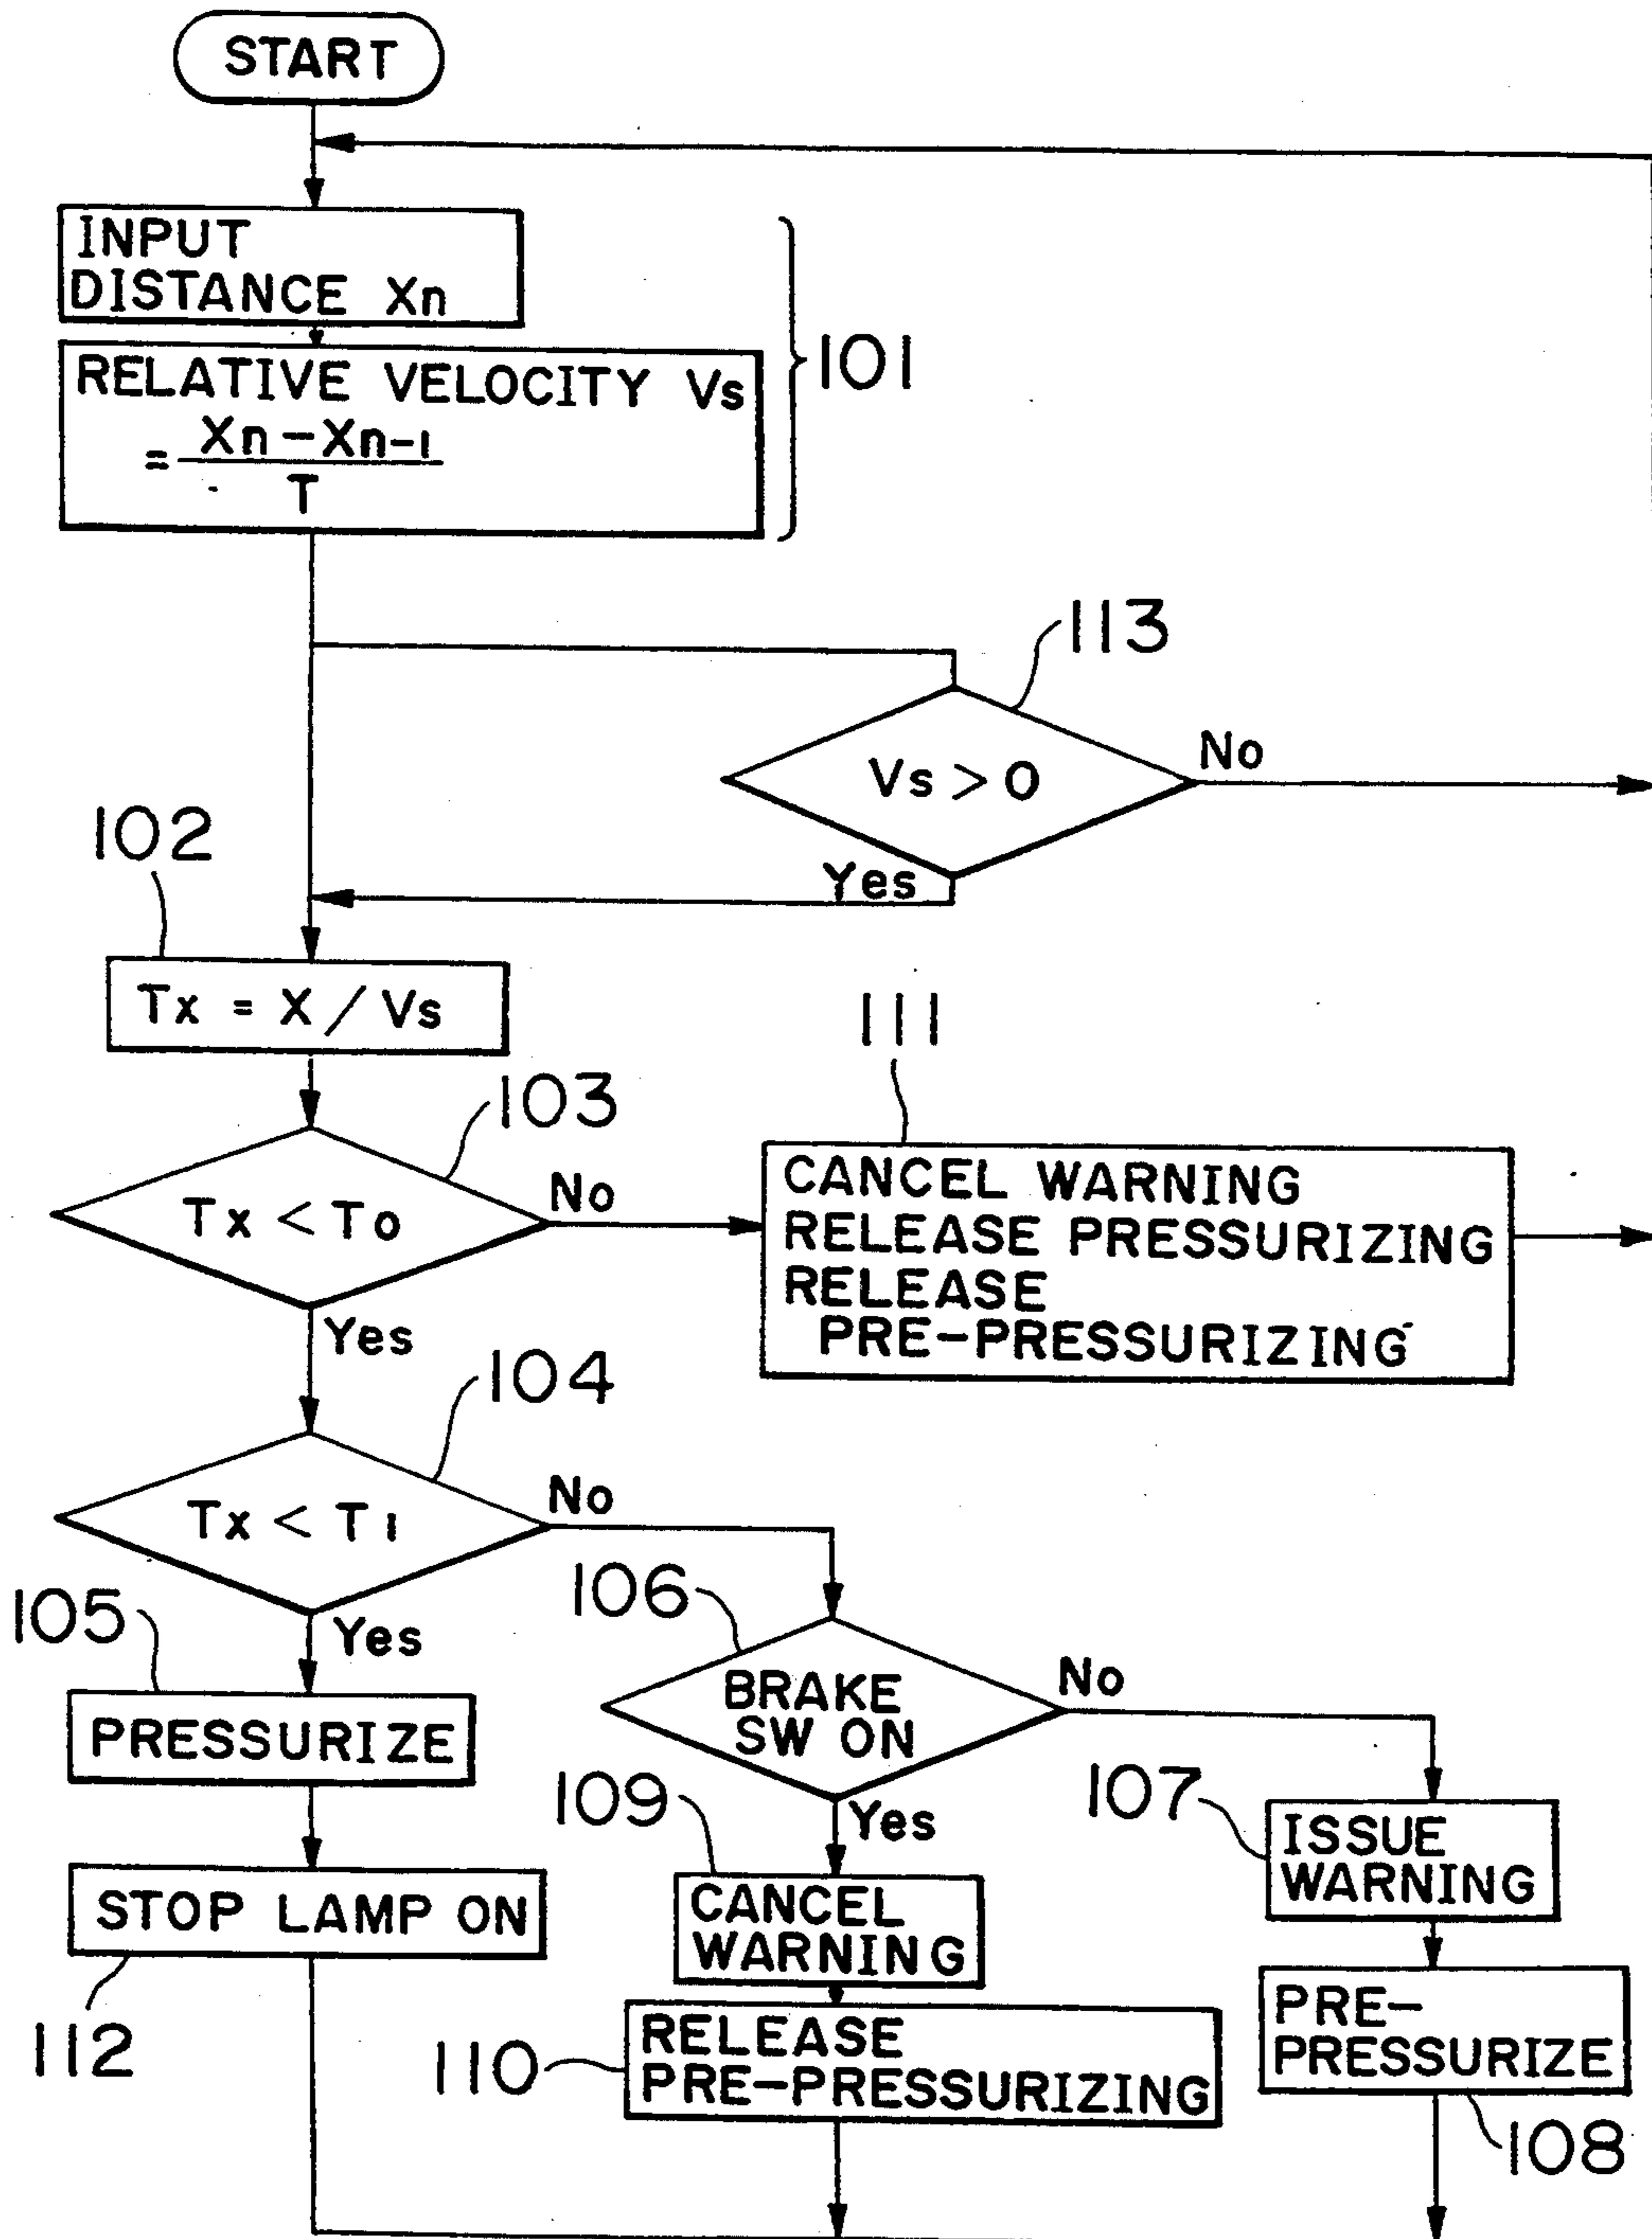 START
INPUT
DISTANCE Xn
101
RELATIVE VELOCITY Vs
= Xn-Xn-1
T
113
Vs > 0
No
Yes
102
Tx = X / Vs
111
103
CANCEL WARNING
RELEASE PRESSURIZING
RELEASE
PRE-PRESSURIZING
Tx < To
No
Yes
104
Tx < T1
No
Yes
105
106
PRESSURIZE
BRAKE
SW ON
No
Yes
107
109
ISSUE
WARNING
STOP LAMP ON
CANCEL
WARNING
112
110
RELEASE
PRE-PRESSURIZING
PRE-
PRESSURIZE
108